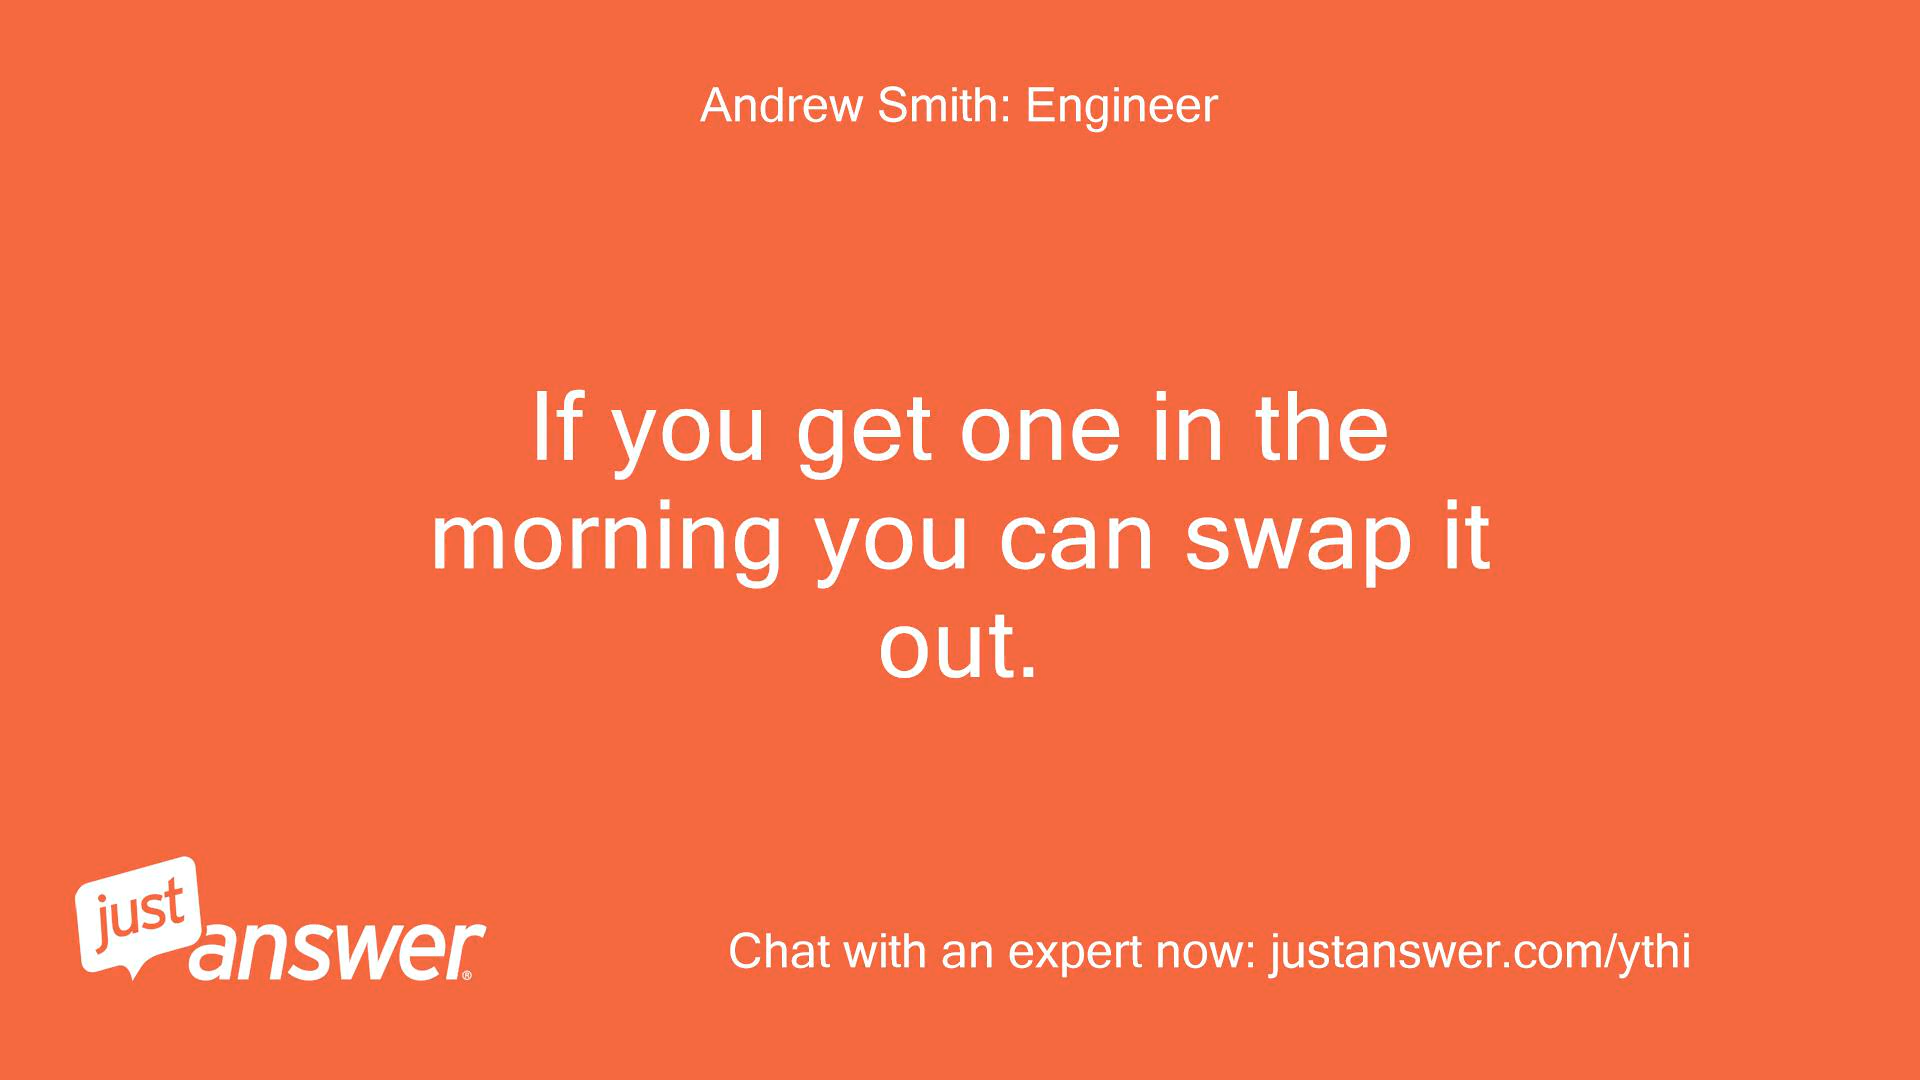 Andrew Smith: Engineer
If you get one in the
morning you can swap it
out.
just
answer®
Chat with an expert now: justanswer.com/ythi